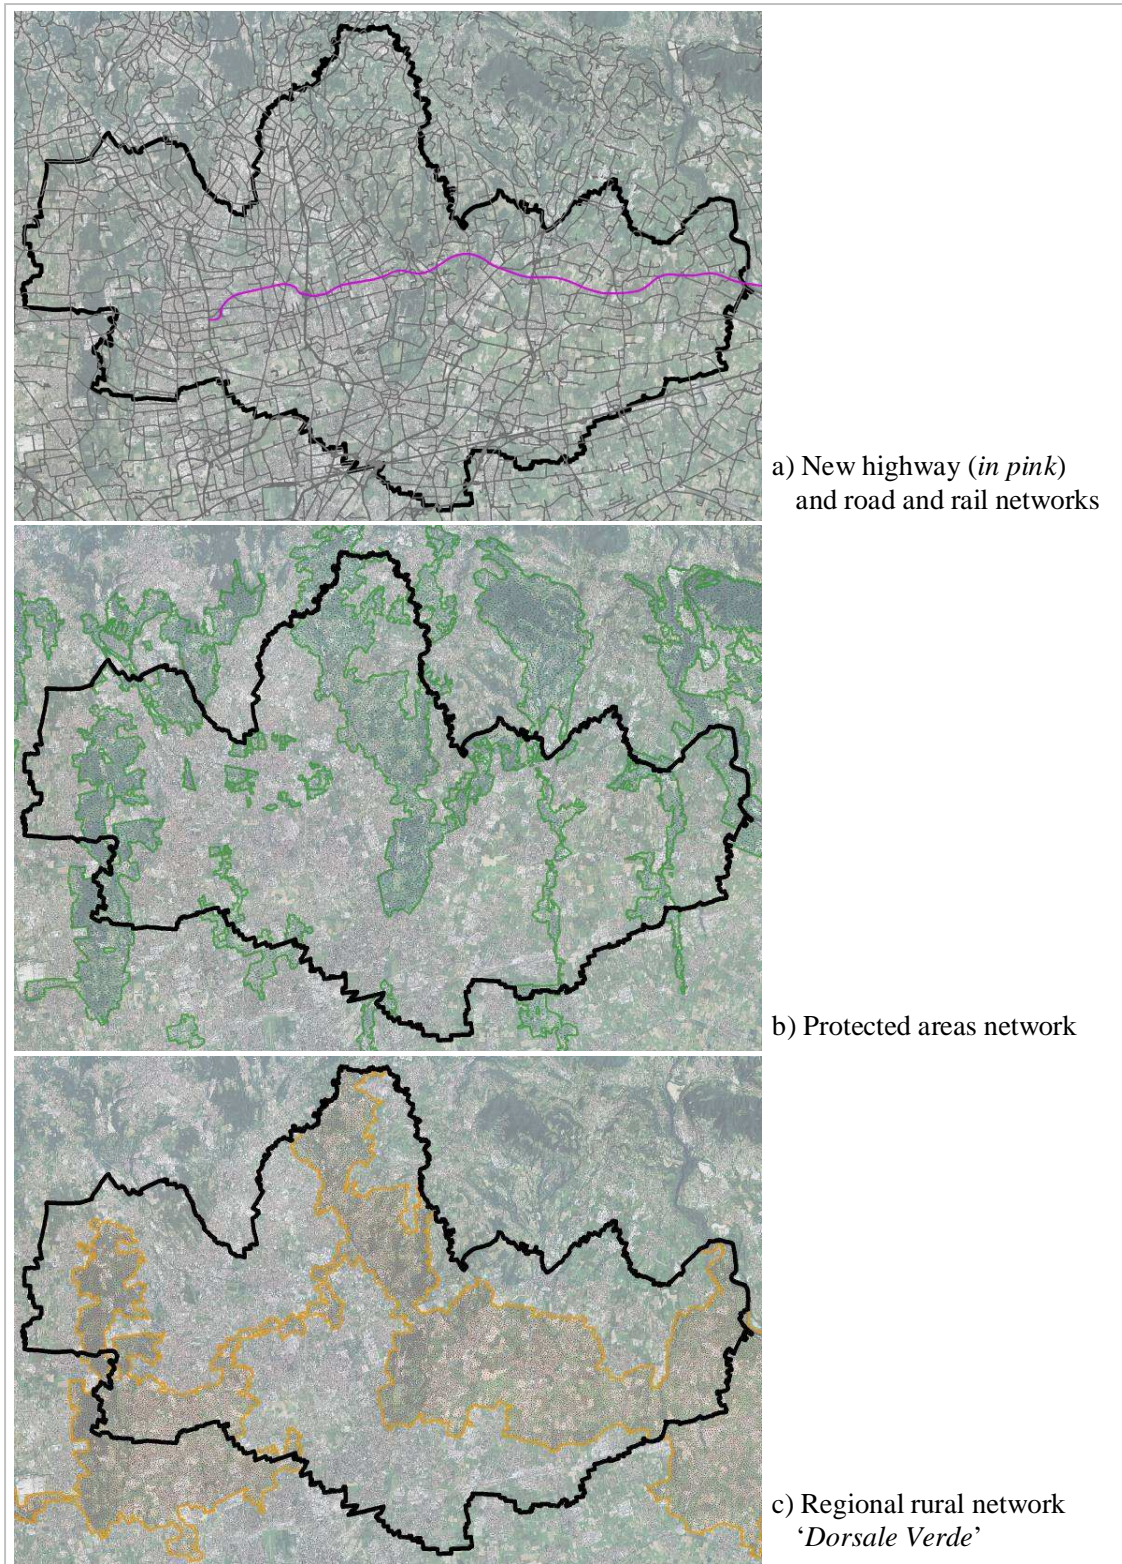 a) New highway (in pink)
and road and rail networks
b) Protected areas network
c) Regional rural network
‘Dorsale Verde’